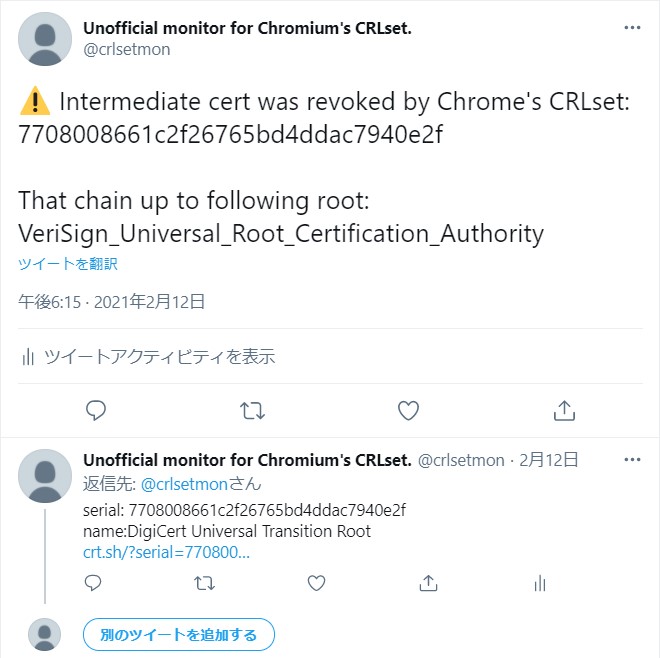 Unofficial monitor for Chromium's CRLset.
@crlsetmon
Intermediate cert was revoked by Chrome's CRLset:
7708008661c2f26765bd4ddac7940e2f
That chain up to following root:
VeriSign_Universal_Root_Certification_Authority
ツイートを翻訳
午後6:15 · 2021年2月12日
ツイートアクティビティを表示
Unofficial monitor for Chromium's CRLset. @crlsetmon · 2月12日
返信先: @crlsetmonさん
serial: 7708008661c2f26765bd4ddac7940e2f
name:DigiCert Universal Transition Root
crt.sh/?serial=770800...
別のツイートを追加する